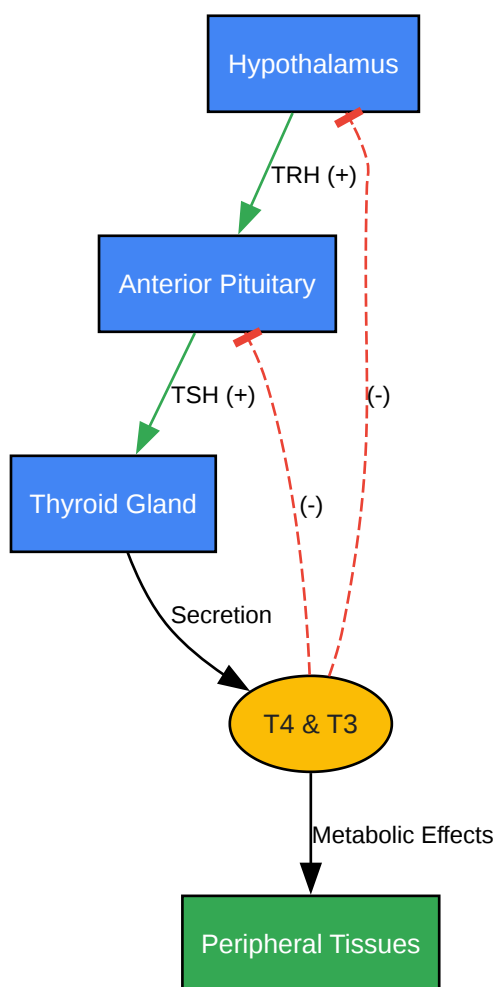 Hypothalamus
TRH (+)
Anterior Pituitary
TSH (+)
(-)
Thyroid Gland
(-)
Secretion
T4 & T3
Metabolic Effects
Peripheral Tissues